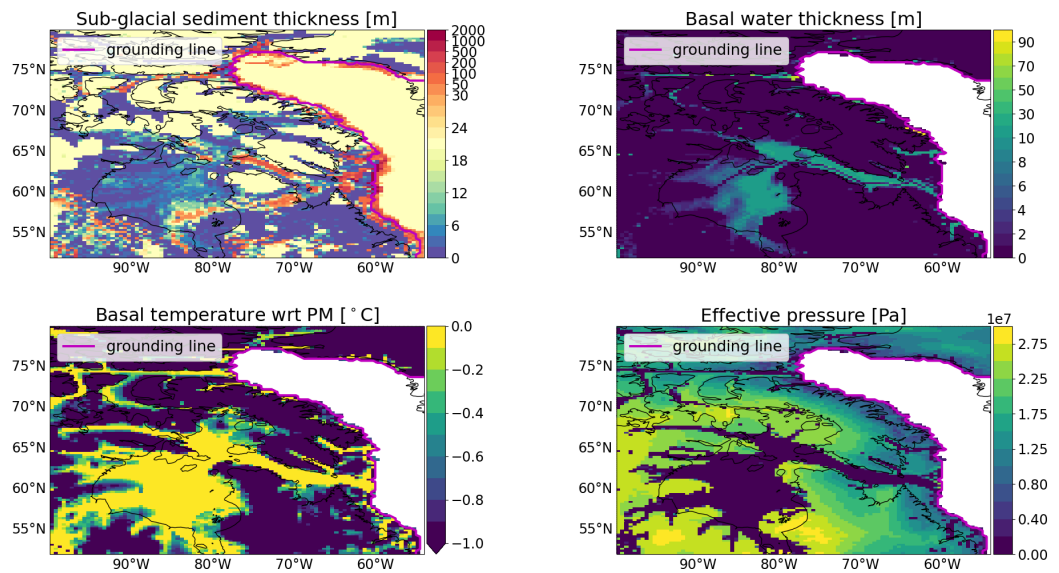 Sub-glacial sediment thickness [m]
grounding line
75°N
70°N
65°N
60°N
55°N
90°W
80°W
70°W
60°W
2000
1000
500
200
100
50
30
24
18
12
6
0
Basal water thickness [m]
grounding line
75°N
70°N
65°N
60°N
55°N
90°W
80°W
70°W
60°W
90
70
50
30
10
8
6
4
2
0
Basal temperature wrt PM [°C]
grounding line
75°N
70°N
65°N
60°N
55°N
90°W
80°W
70°W
60°W
0.0
−0.2
−0.4
−0.6
−0.8
−1.0
Effective pressure [Pa]
1e7
grounding line
75°N
70°N
65°N
60°N
55°N
90°W
80°W
70°W
60°W
2.75
2.25
1.75
1.25
1.00
0.70
0.40
0.00